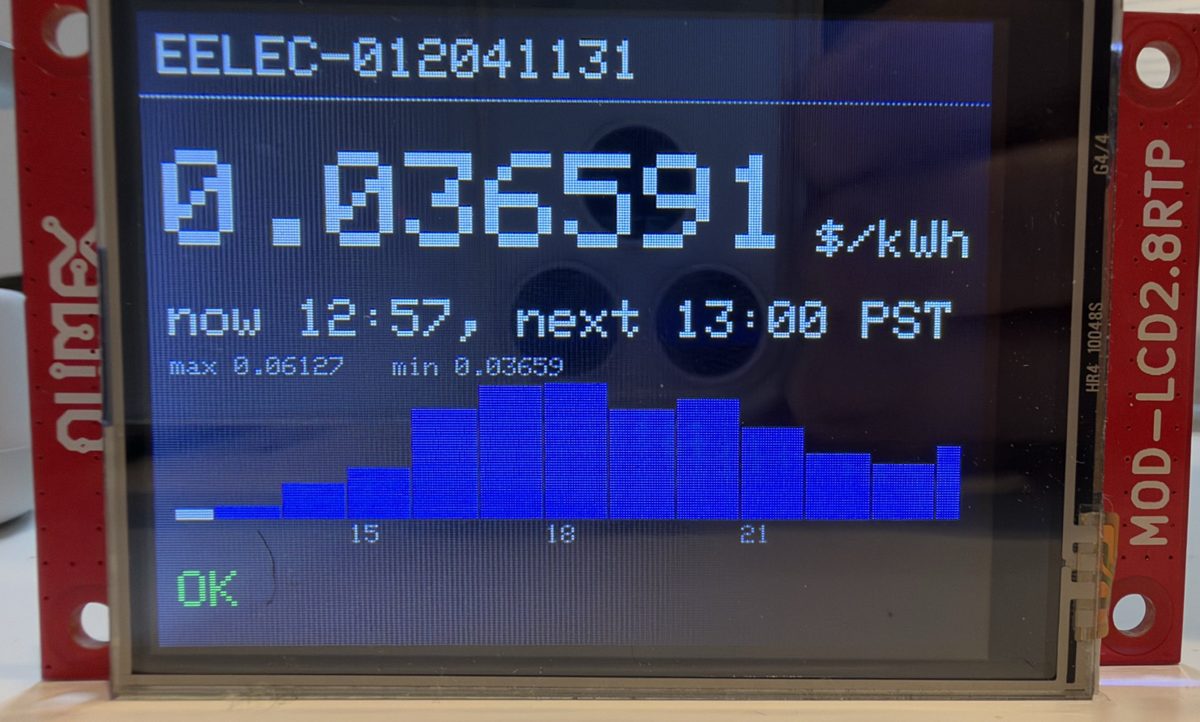 EELEC-012041131
0.036591 $/kWh
now 12:57, next 13:00 PST
max 0.06127 min 0.03659
15 18 21
OK
OLIMEX
MOD-LCD2.8RTP
G4/4
HR4 10048S